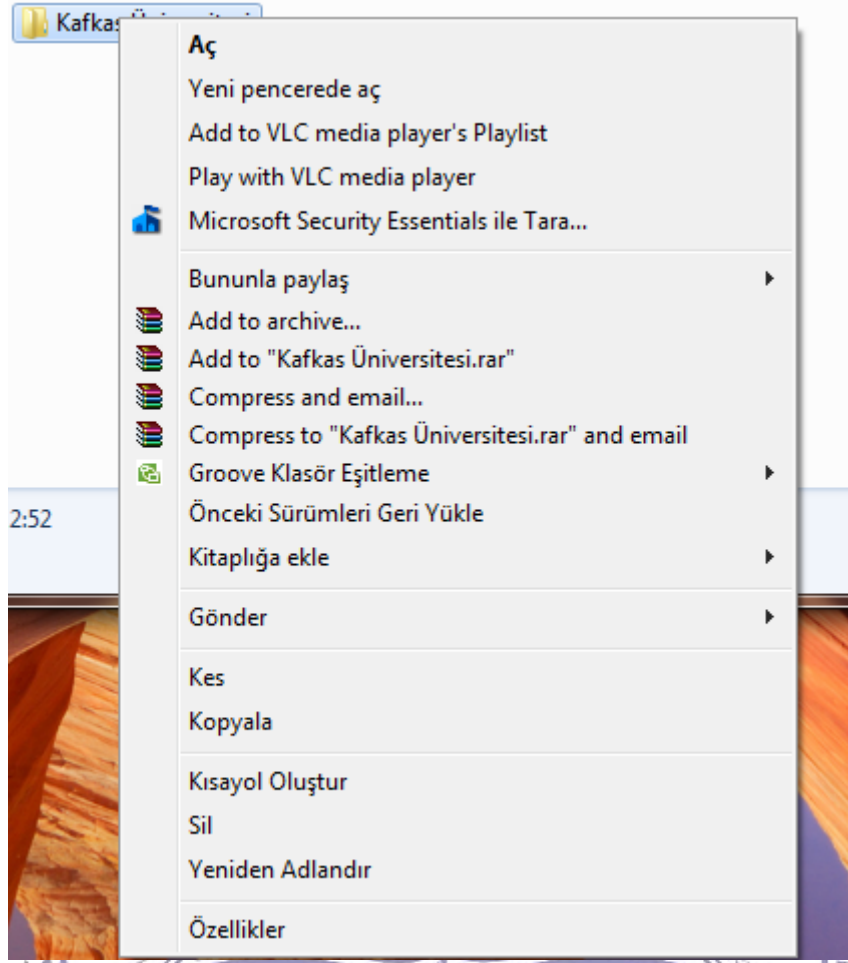 Kafkas
Aç
Yeni pencerede aç
Add to VLC media player's Playlist
Play with VLC media player
Microsoft Security Essentials ile Tara...
Bununla paylaş
Add to archive...
Add to "Kafkas Üniversitesi.rar"
Compress and email...
Compress to "Kafkas Üniversitesi.rar" and email
Groove Klasör Eşitleme
2:52
Önceki Sürümleri Geri Yükle
Kitaplığa ekle
Gönder
Kes
Kopyala
Kısayol Oluştur
Sil
Yeniden Adlandır
Özellikler